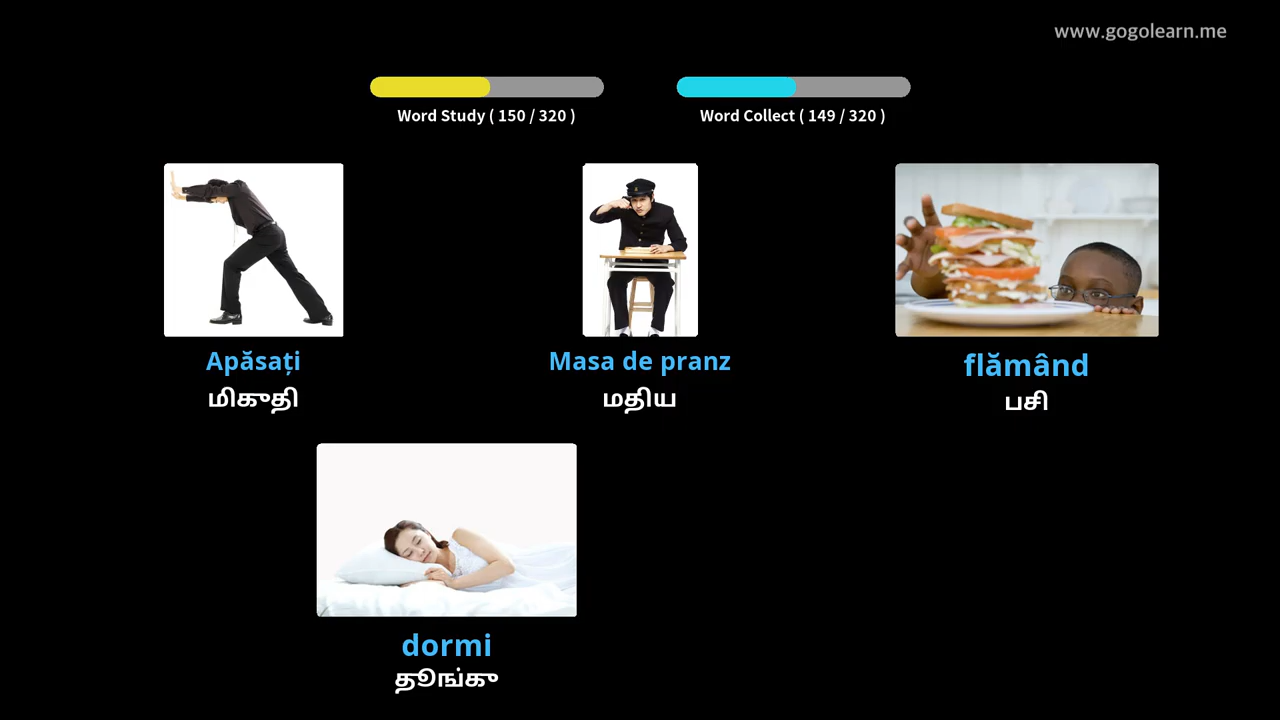 www.gogolearn.me
Word Study ( 150 / 320 )
Word Collect ( 149 / 320 )
Apăsați
மிகுதி
Masa de pranz
மதிய
flămând
பசி
dormi
தூங்கு